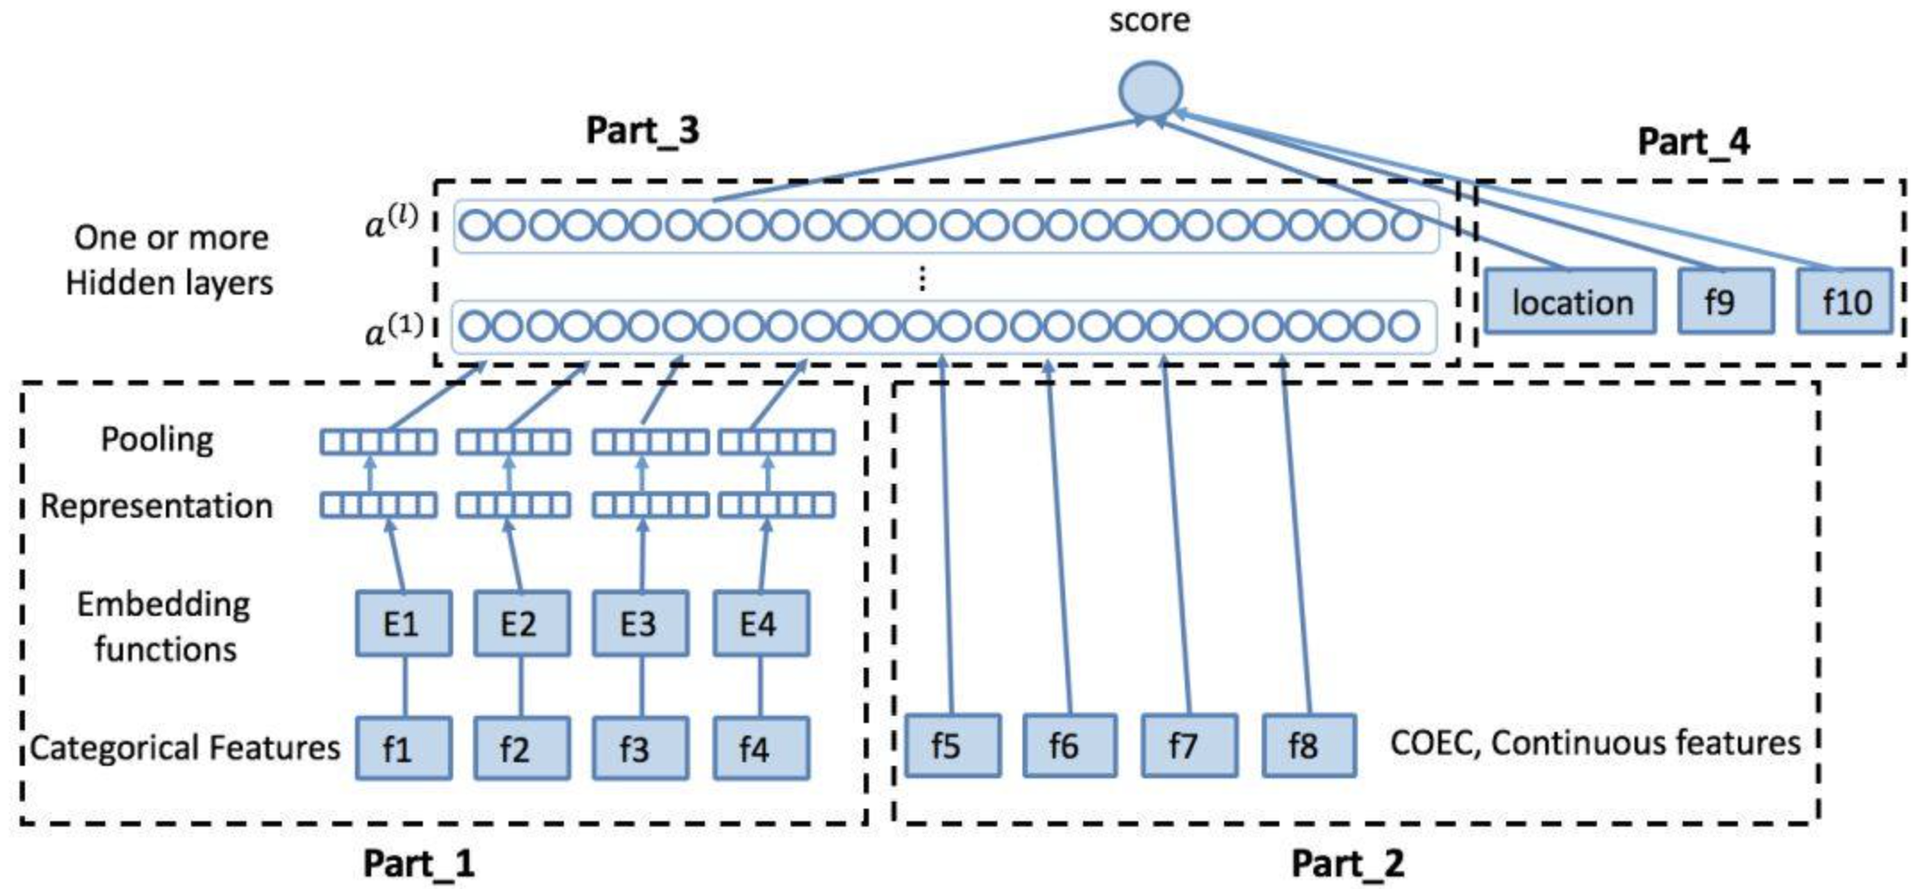 score
Part_3
Part_4
a^(l)
One or more
Hidden layers
⋮
a^(1)
location f9 f10
Pooling
Representation
Embedding
functions
E1 E2 E3 E4
Categorical Features f1 f2 f3 f4
f5 f6 f7 f8 COEC, Continuous features
Part_1
Part_2